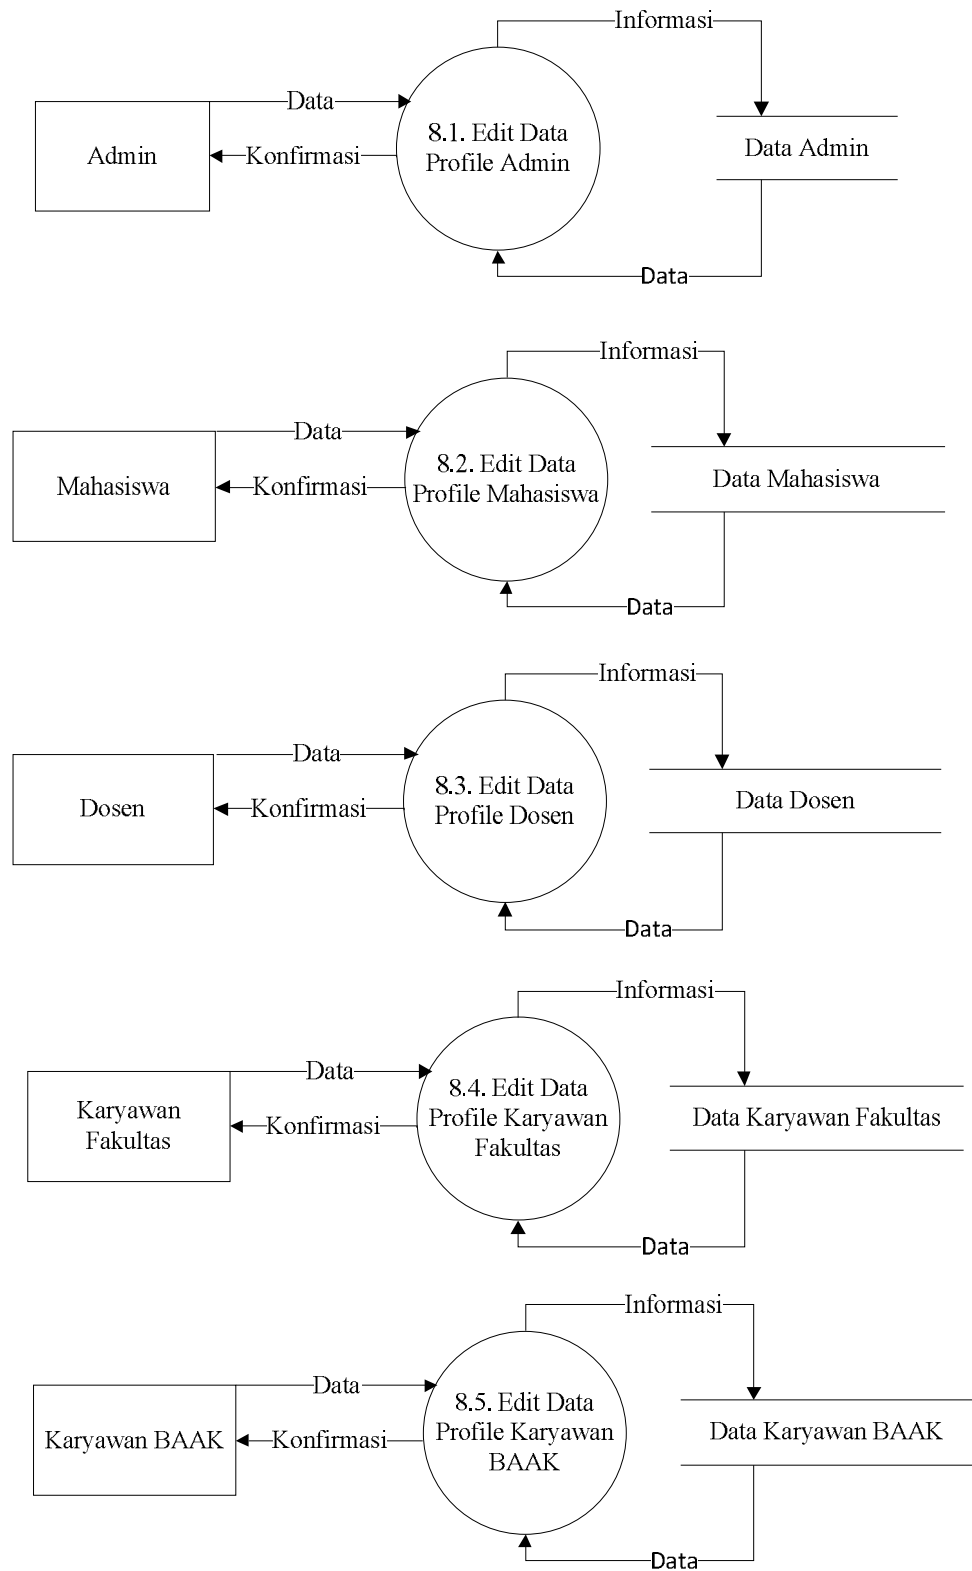 Informasi
Data
Admin
Konfirmasi
8.1. Edit Data
Profile Admin
Data Admin
Data
Informasi
Data
Mahasiswa
Konfirmasi
8.2. Edit Data
Profile Mahasiswa
Data Mahasiswa
Data
Informasi
Data
Dosen
Konfirmasi
8.3. Edit Data
Profile Dosen
Data Dosen
Data
Informasi
Data
Karyawan
Fakultas
Konfirmasi
8.4. Edit Data
Profile Karyawan
Fakultas
Data Karyawan Fakultas
Data
Informasi
Data
Karyawan BAAK
Konfirmasi
8.5. Edit Data
Profile Karyawan
BAAK
Data Karyawan BAAK
Data